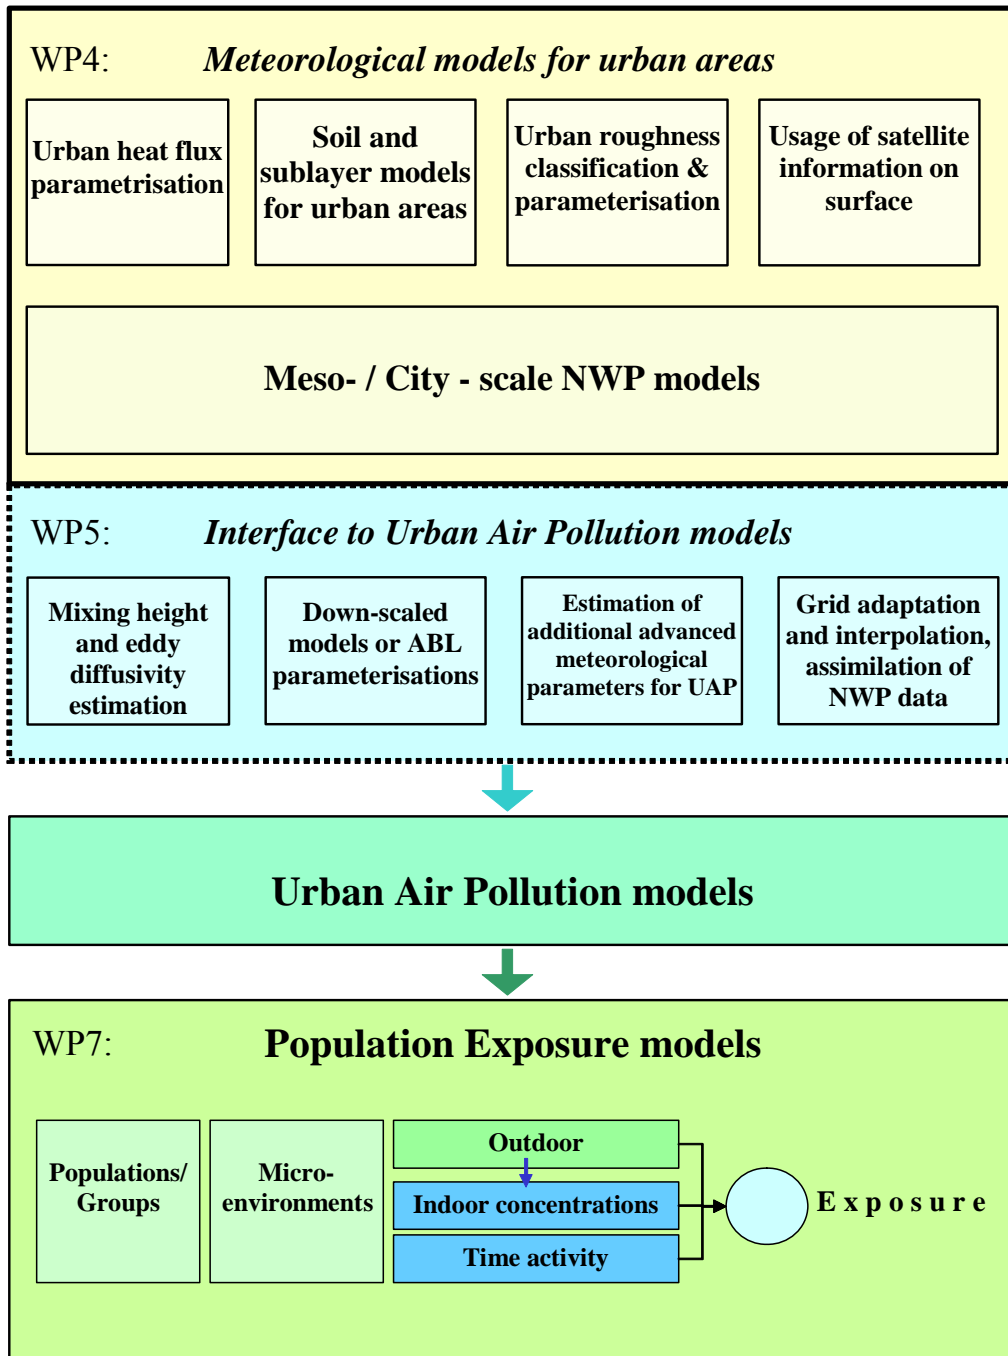 WP4: Meteorological models for urban areas
Urban heat flux
parametrisation
Soil and
sublayer models
for urban areas
Urban roughness
classification &
parameterisation
Usage of satellite
information on
surface
Meso- / City - scale NWP models
WP5: Interface to Urban Air Pollution models
Mixing height
and eddy
diffusivity
estimation
Down-scaled
models or ABL
parameterisations
Estimation of
additional advanced
meteorological
parameters for UAP
Grid adaptation
and interpolation,
assimilation of
NWP data
Urban Air Pollution models
WP7: Population Exposure models
Populations/
Groups
Micro-
environments
Outdoor
Indoor concentrations
Time activity
E x p o s u r e